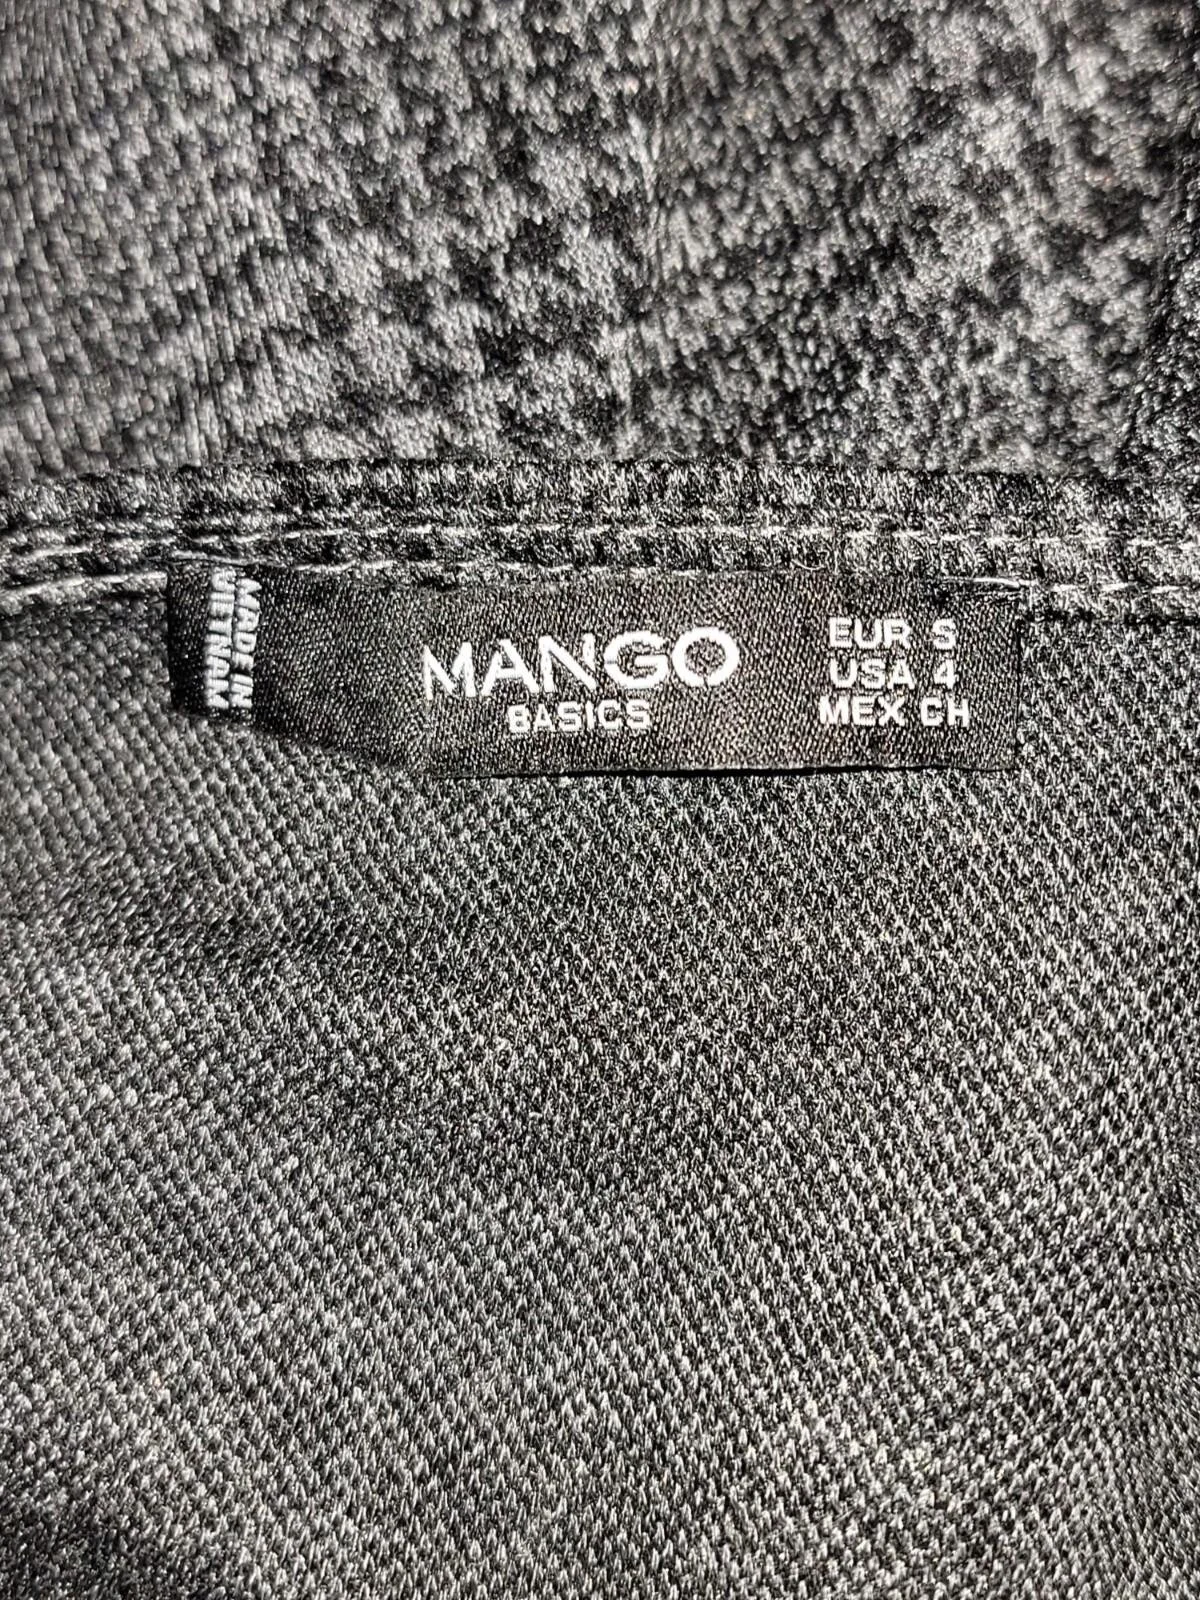 MADE IN
VIETNAM
MANGO
BASICS
EUR S
USA 4
MEX CH